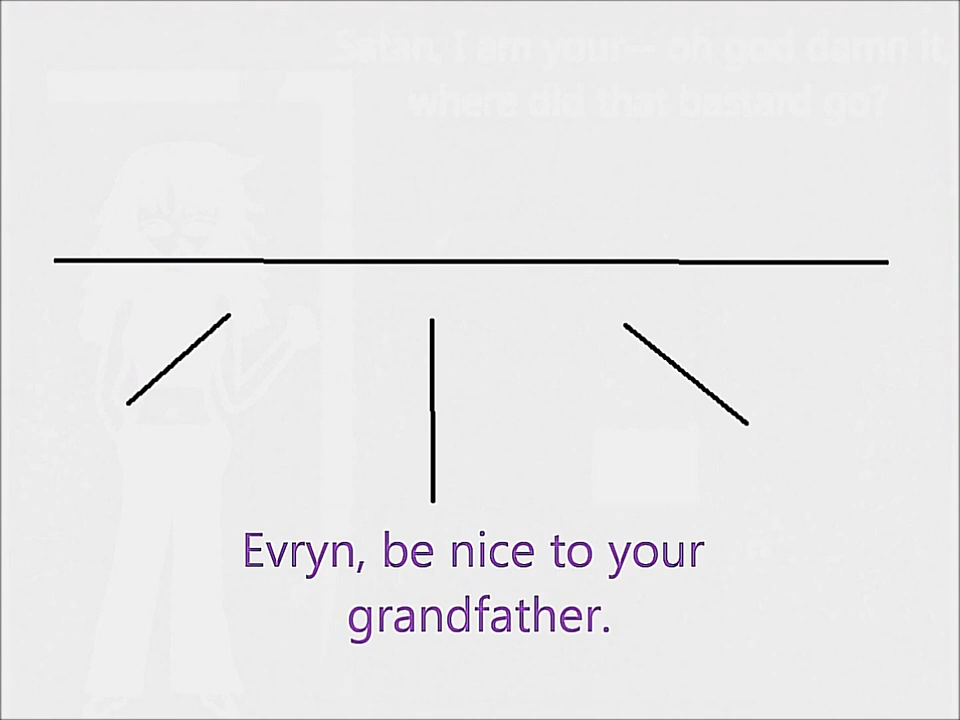 Satan, I am your— oh god damn it,
where did that bastard go?
Evryn, be nice to your
grandfather.